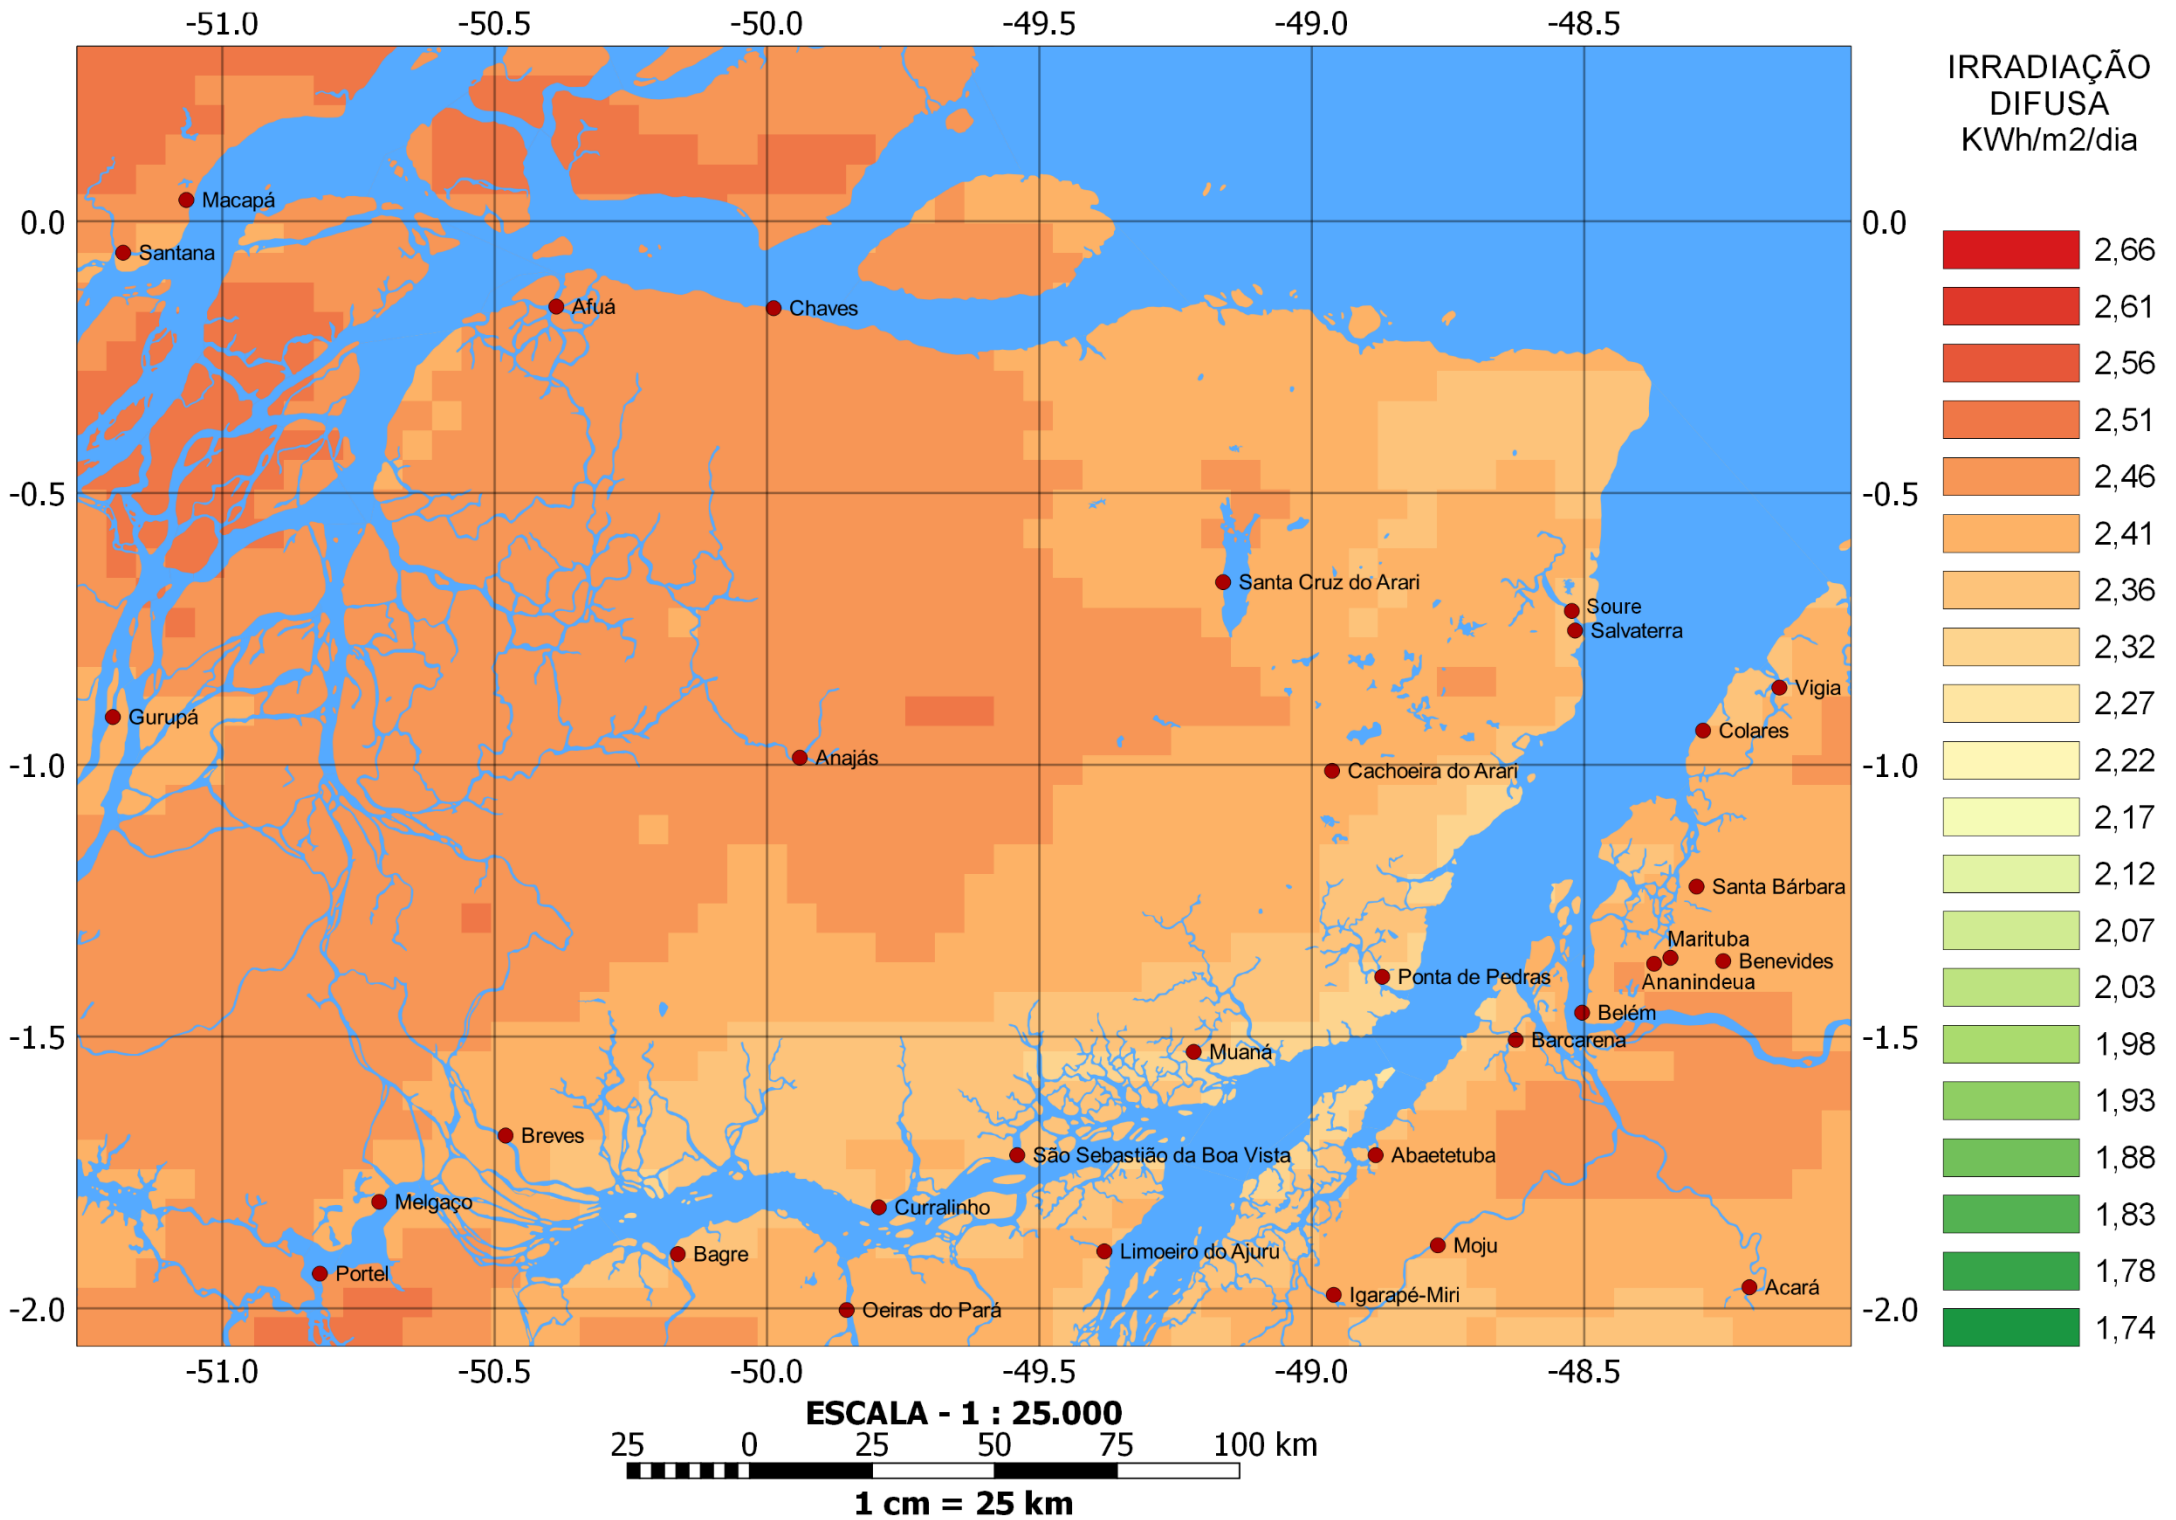 -51.0 -50.5 -50.0 -49.5 -49.0 -48.5
IRRADIAÇÃO
DIFUSA
KWh/m2/dia
Macapá
0.0 0.0
Santana
2,66
Afuá
Chaves
2,61
2,56
2,51
2,46
-0.5 -0.5
2,41
Santa Cruz do Arari
2,36
Soure
Salvaterra
2,32
Vigia
2,27
Gurupá
Colares
Anajás
-1.0 -1.0
2,22
Cachoeira do Arari
2,17
2,12
Santa Bárbara
2,07
Marituba
Benevides
Ponta de Pedras
Ananindeua
2,03
Belém
-1.5 -1.5
Barcarena
1,98
Muaná
1,93
Breves
São Sebastião da Boa Vista
Abaetetuba
1,88
Melgaço
Curralinho
1,83
Moju
Limoeiro do Ajuru
Bagre
Portel
1,78
Acará
Igarapé-Miri
-2.0 -2.0
Oeiras do Pará
1,74
-51.0 -50.5 -50.0 -49.5 -49.0 -48.5
ESCALA - 1 : 25.000
25 0 25 50 75 100 km
1 cm = 25 km